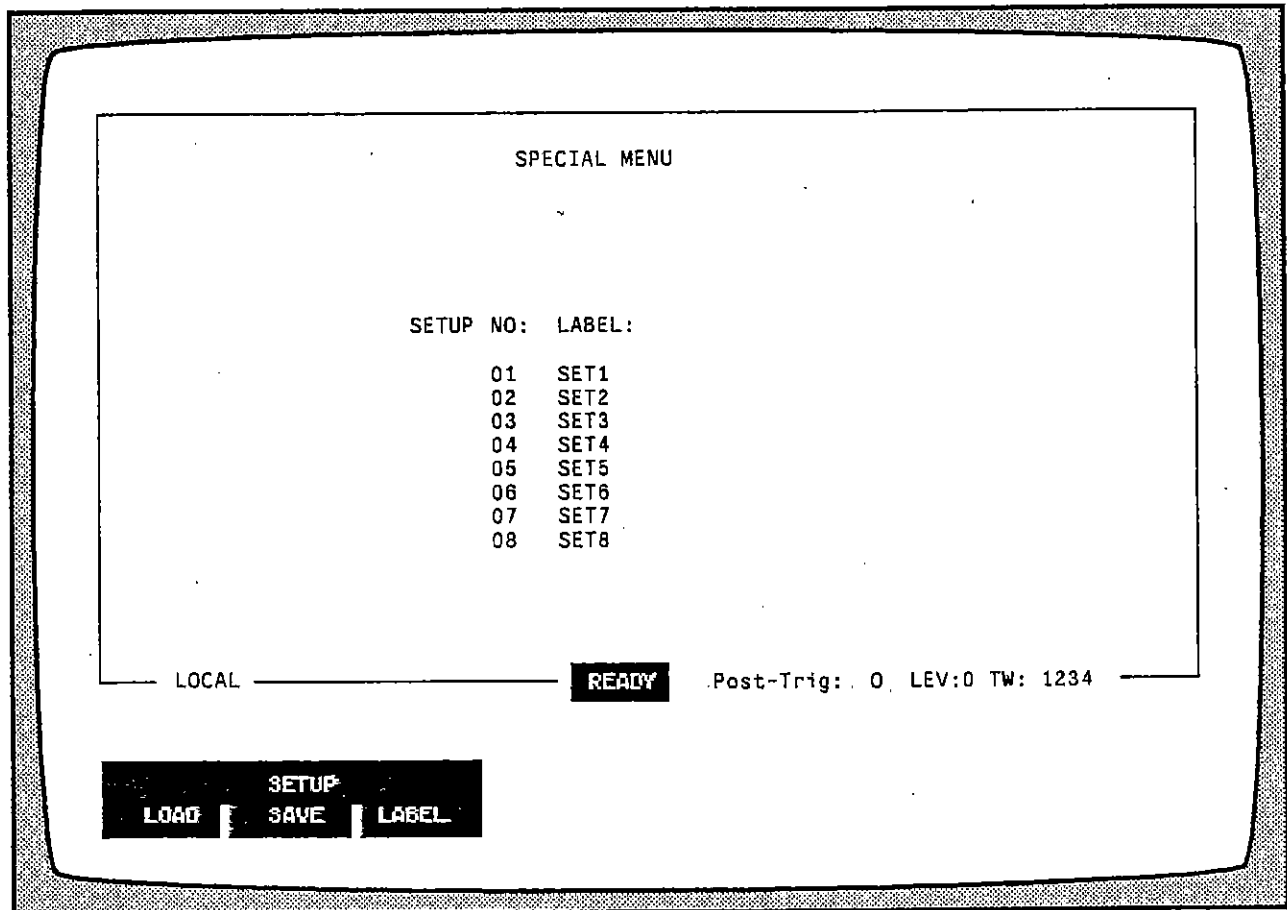 SPECIAL MENU
SETUP NO: LABEL:
01 SET1
02 SET2
03 SET3
04 SET4
05 SET5
06 SET6
07 SET7
08 SET8
LOCAL READY Post-Trig: 0 LEV:0 TW: 1234
SETUP
LOAD SAVE LABEL